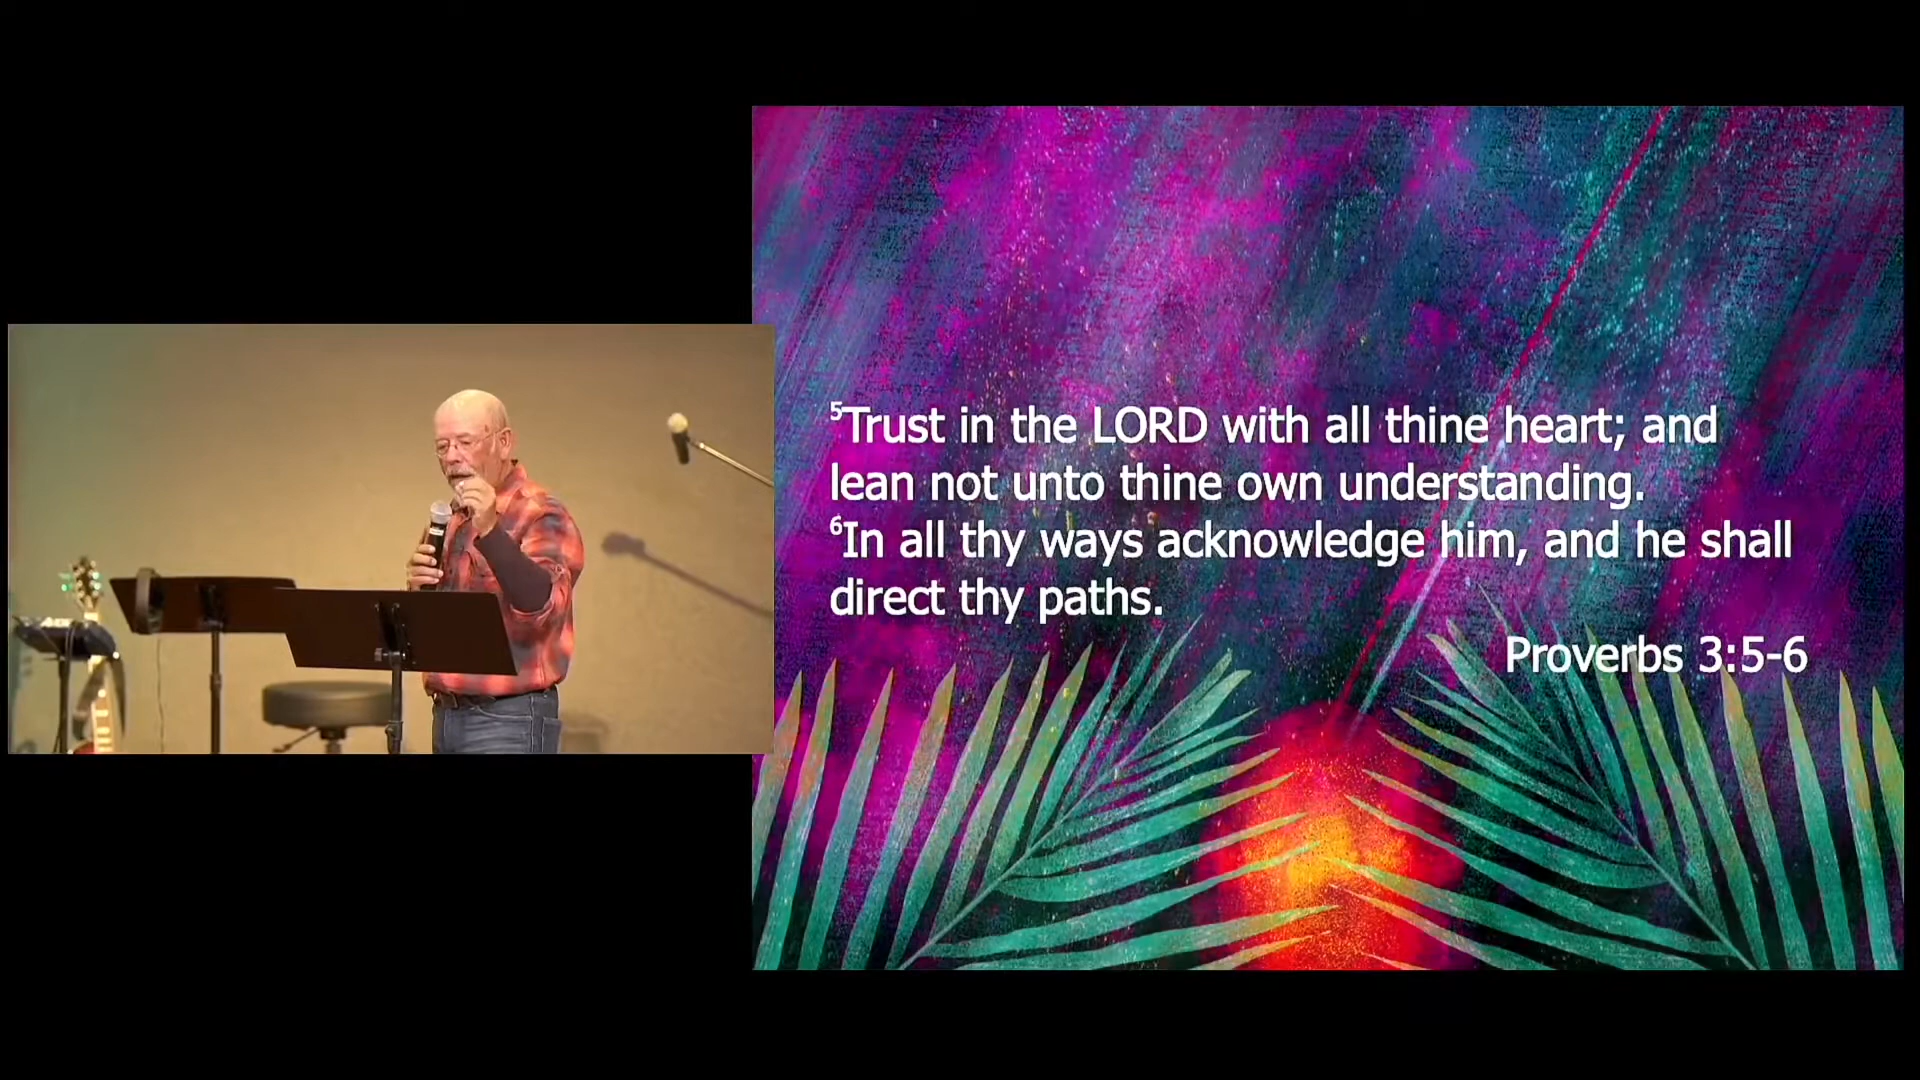 ⁵Trust in the LORD with all thine heart; and
lean not unto thine own understanding.
⁶In all thy ways acknowledge him, and he shall
direct thy paths.
Proverbs 3:5-6